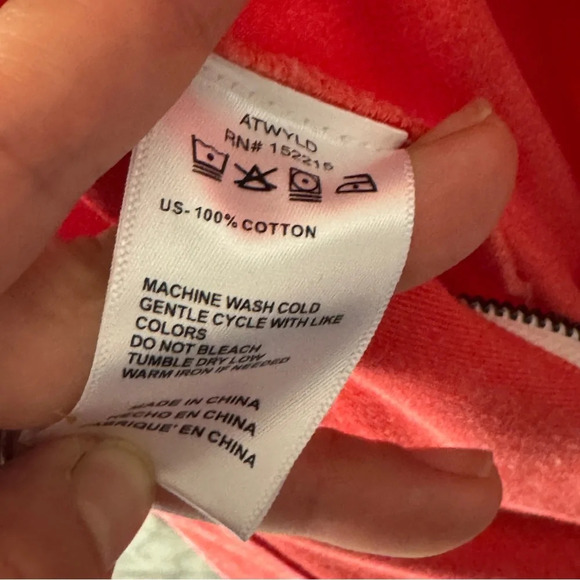 ATWYLD
RN# 152215
US- 100% COTTON
MACHINE WASH COLD
GENTLE CYCLE WITH LIKE
COLORS
DO NOT BLEACH
TUMBLE DRY LOW
WARM IRON IF NEEDED
MADE IN CHINA
HECHO EN CHINA
FABRIQUE' EN CHINA